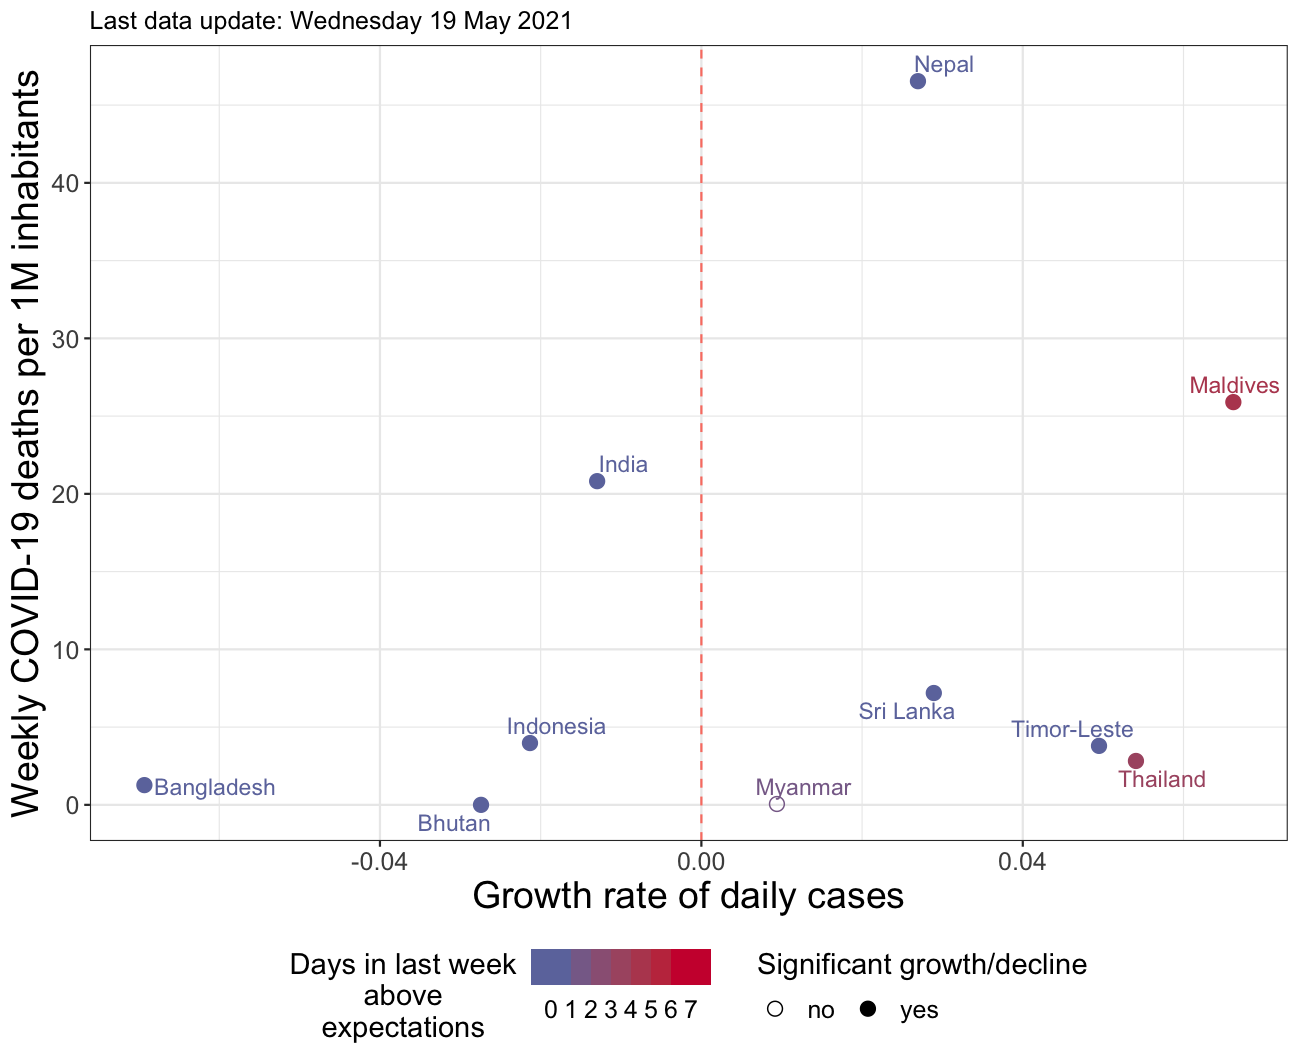 Last data update: Wednesday 19 May 2021
Weekly COVID-19 deaths per 1M inhabitants
Nepal
40
30
Maldives
India
20
10
Sri Lanka
Indonesia
Timor-Leste
Thailand
Bangladesh
Myanmar
0
Bhutan
-0.04
0.00
0.04
Growth rate of daily cases
Days in last week
above
expectations
0 1 2 3 4 5 6 7
Significant growth/decline
no
yes